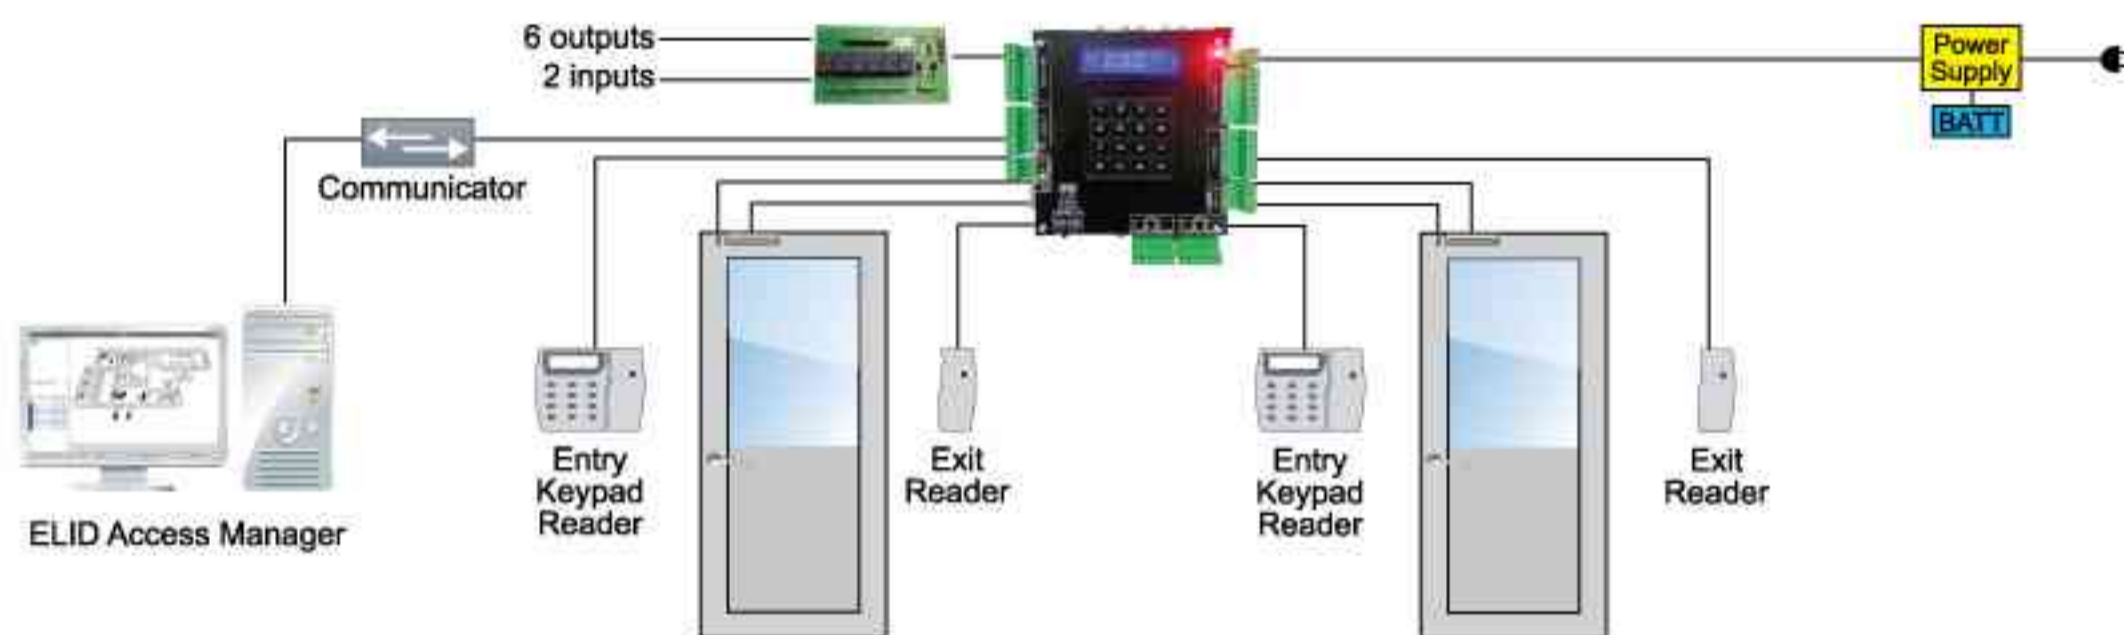 6 outputs
2 inputs
Power
Supply
BATT
Communicator
Entry
Keypad
Reader
Exit
Reader
Entry
Keypad
Reader
Exit
Reader
ELID Access Manager